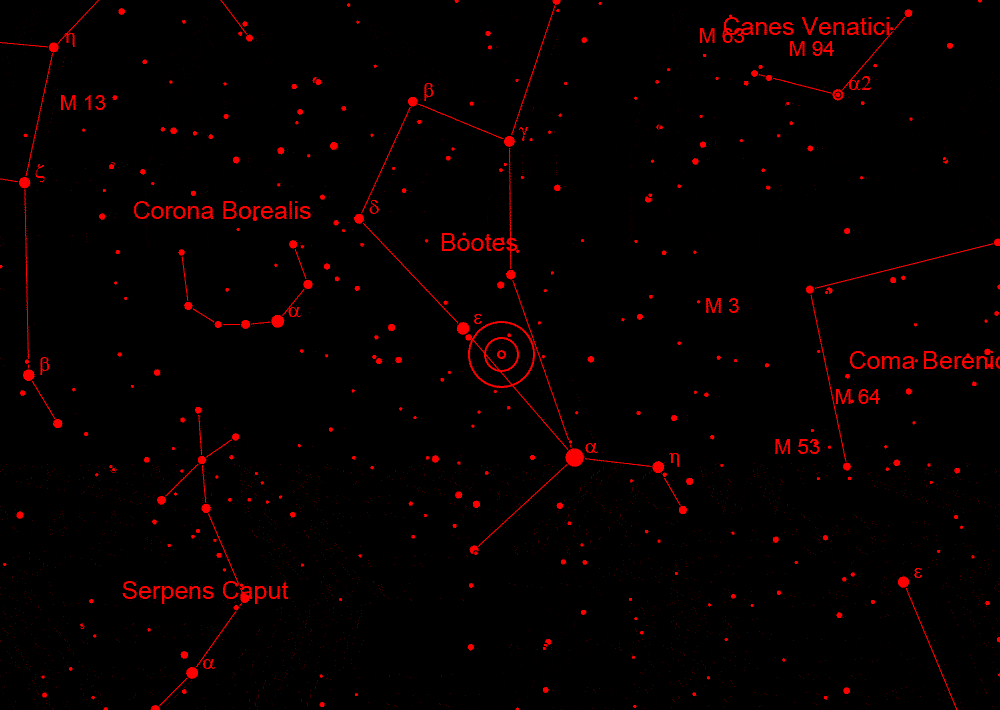 Canes Venatici
η
M 63
M 94
α2
β
M 13
γ
ζ
δ
Corona Borealis
Bootes
M 3
α
ε
β
Coma Berenic
M 64
α
M 53
η
ε
Serpens Caput
α